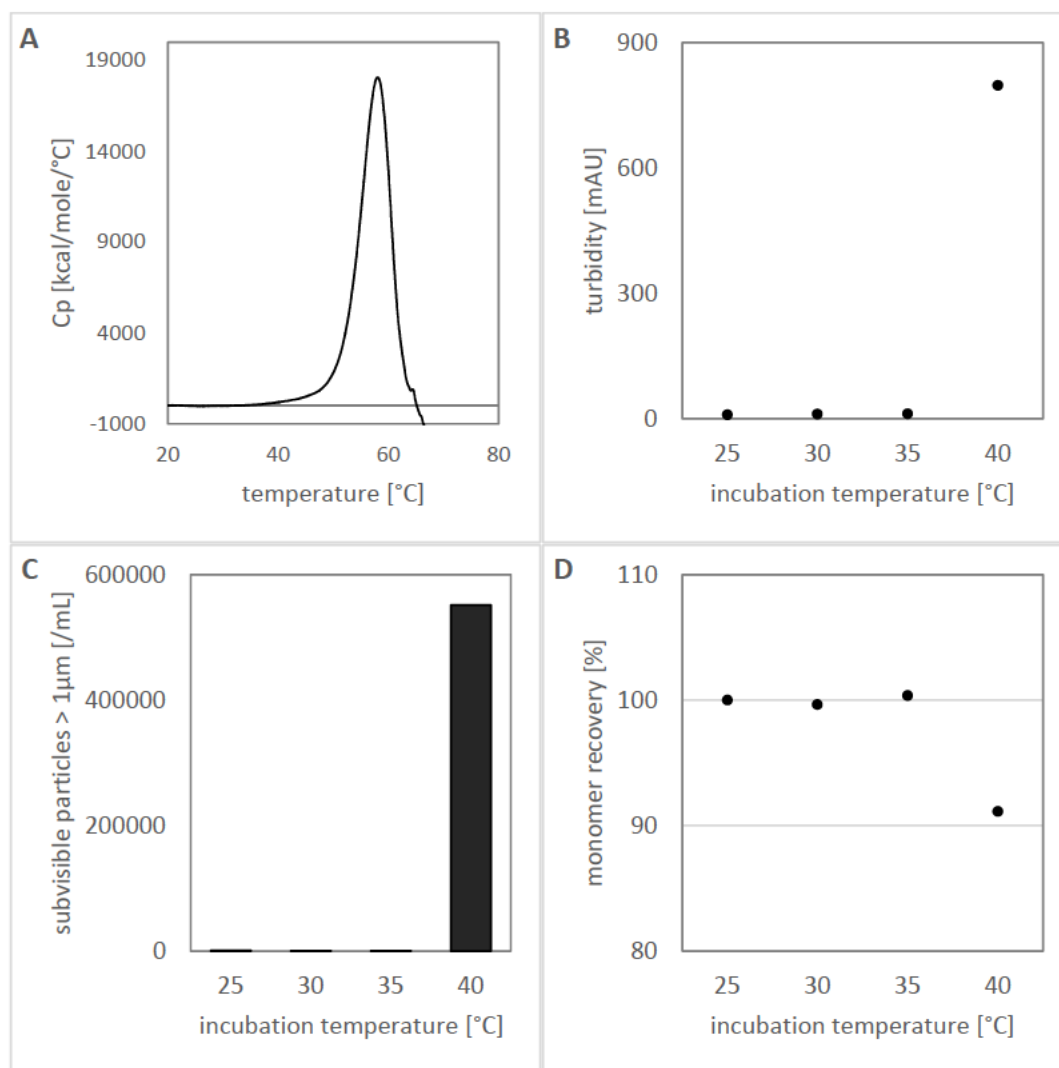 A
19000
14000
9000
4000
-1000
Cp [kcal/mole/°C]
20 40 60 80
temperature [°C]
B
900
600
300
0
turbidity [mAU]
25 30 35 40
incubation temperature [°C]
C
600000
400000
200000
0
subvisible particles > 1µm [/mL]
25 30 35 40
incubation temperature [°C]
D
110
100
90
80
monomer recovery [%]
25 30 35 40
incubation temperature [°C]